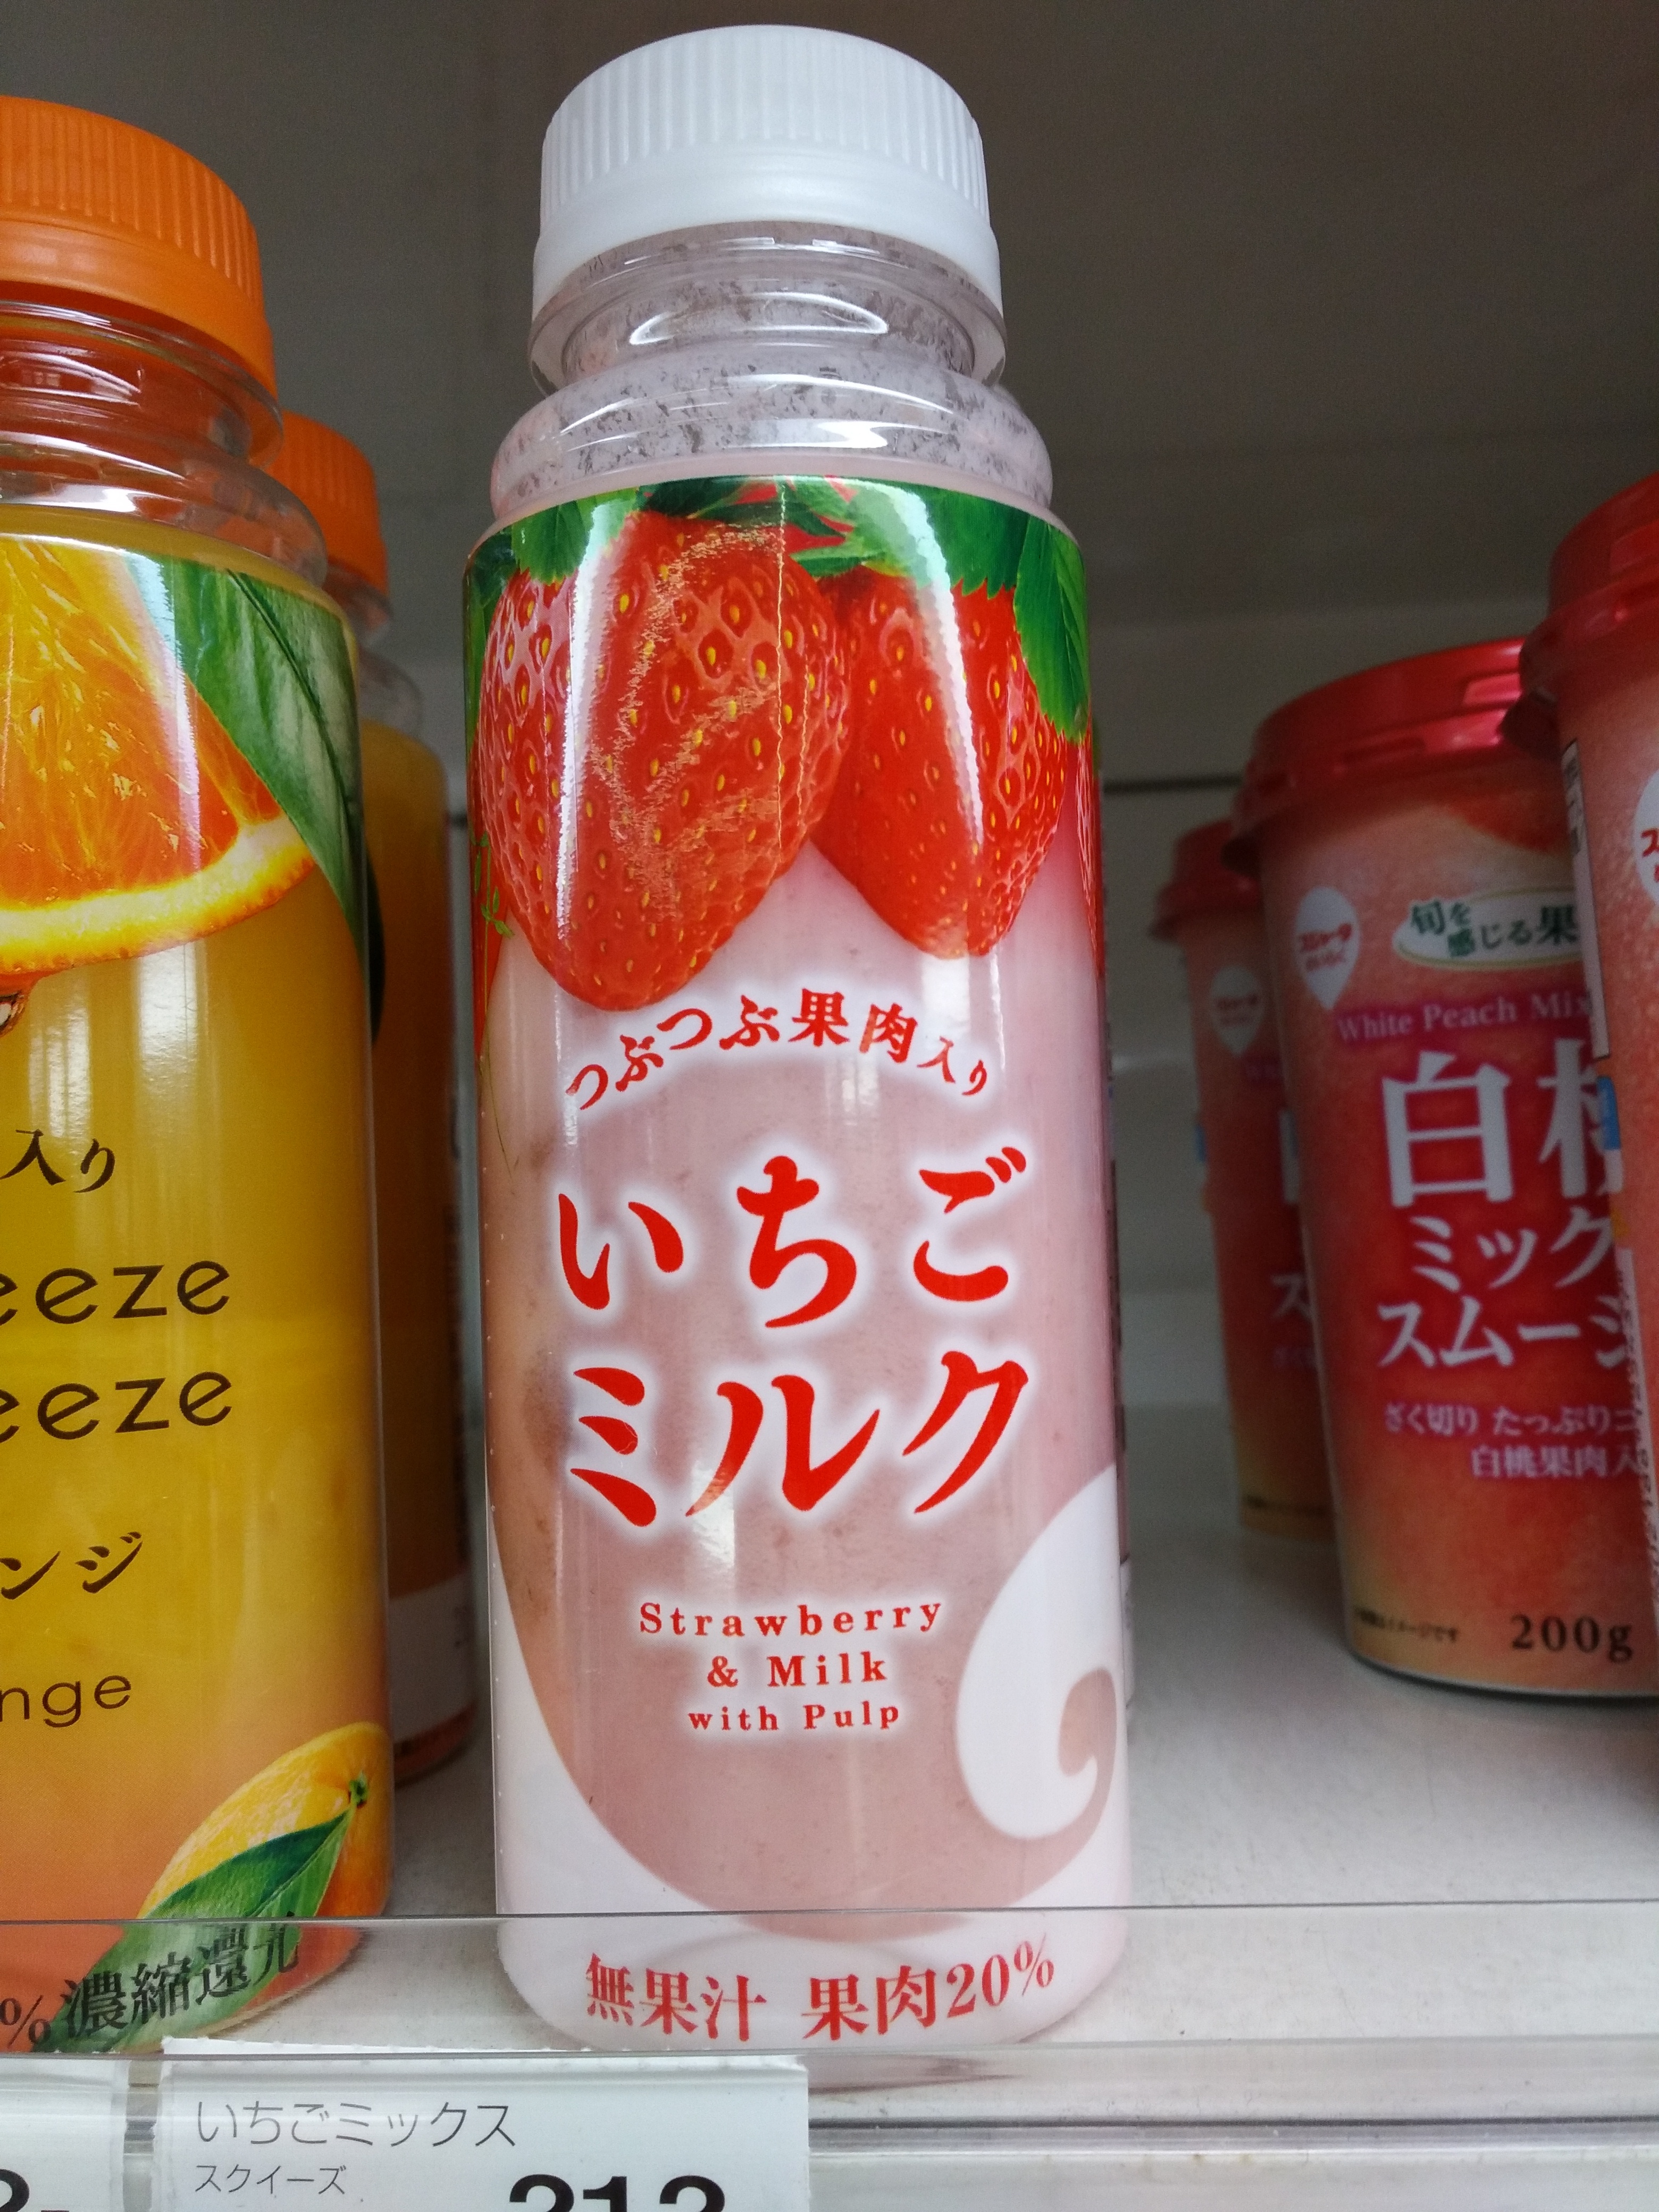 つぶつぶ果肉入り
いちご
ミルク
Strawberry
& Milk
with Pulp
無果汁 果肉20%
入り
eeze
eeze
ンジ
nge
%濃縮還元
旬を
感じる果
White Peach Mix
白桃
ミック
スムージ
ざく切り たっぷりゴ
白桃果肉入
200g
いちごミックス
スクイーズ
213